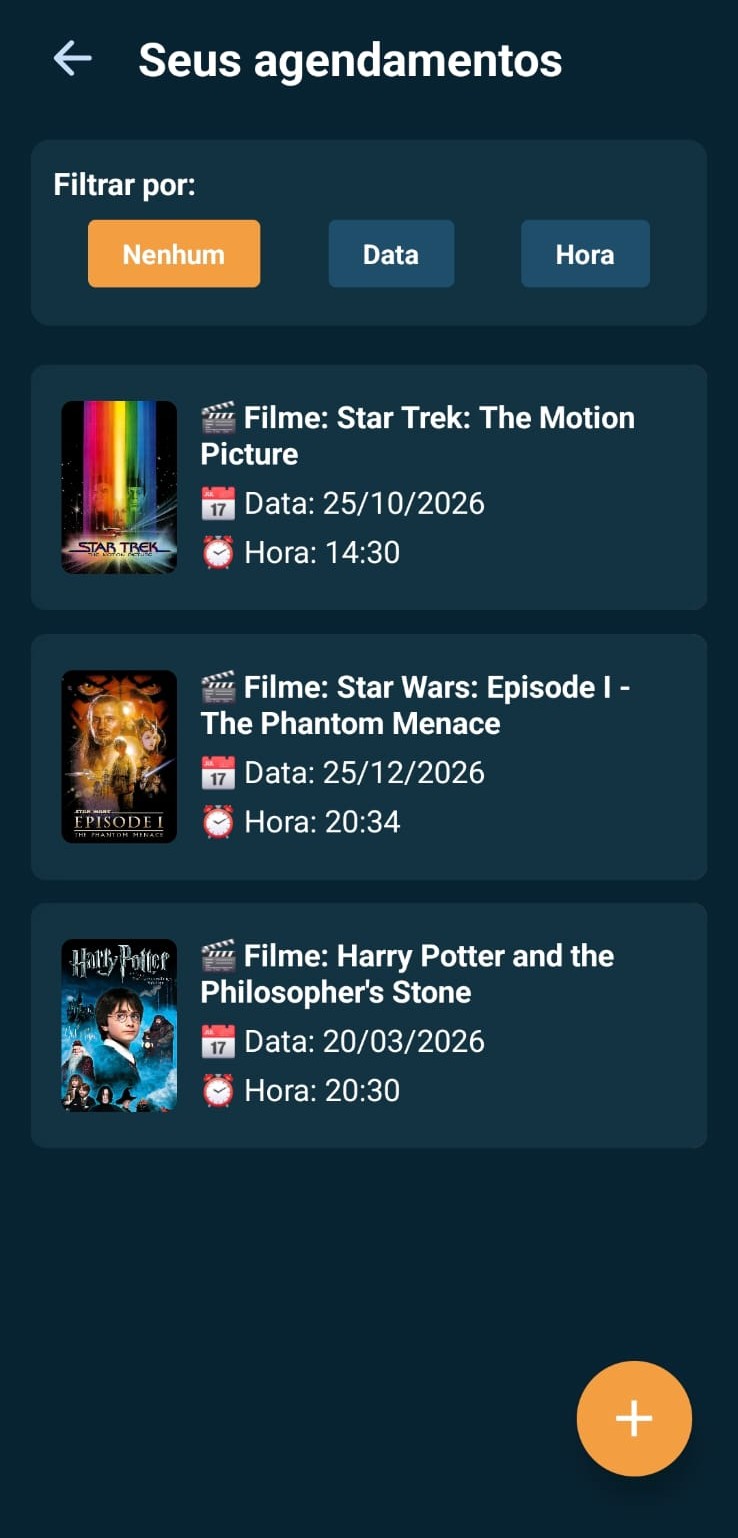 Seus agendamentos
Filtrar por:
Nenhum
Data
Hora
STAR TREK
THE MOTION PICTURE
🎬 Filme: Star Trek: The Motion
Picture
📅 Data: 25/10/2026
⏰ Hora: 14:30
STAR WARS
EPISODE I
THE PHANTOM MENACE
🎬 Filme: Star Wars: Episode I -
The Phantom Menace
📅 Data: 25/12/2026
⏰ Hora: 20:34
Harry Potter
🎬 Filme: Harry Potter and the
Philosopher's Stone
📅 Data: 20/03/2026
⏰ Hora: 20:30